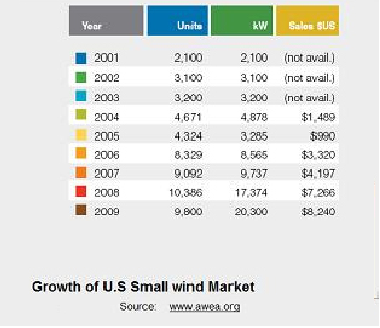 Year Units kW Sales $US
2001 2,100 2,100 (not avail.)
2002 3,100 3,100 (not avail.)
2003 3,200 3,200 (not avail.)
2004 4,671 4,878 $1,489
2005 4,324 3,285 $990
2006 8,329 8,565 $3,320
2007 9,092 9,737 $4,197
2008 10,386 17,374 $7,266
2009 9,800 20,300 $8,240
Growth of U.S Small wind Market
Source: www.awea.org